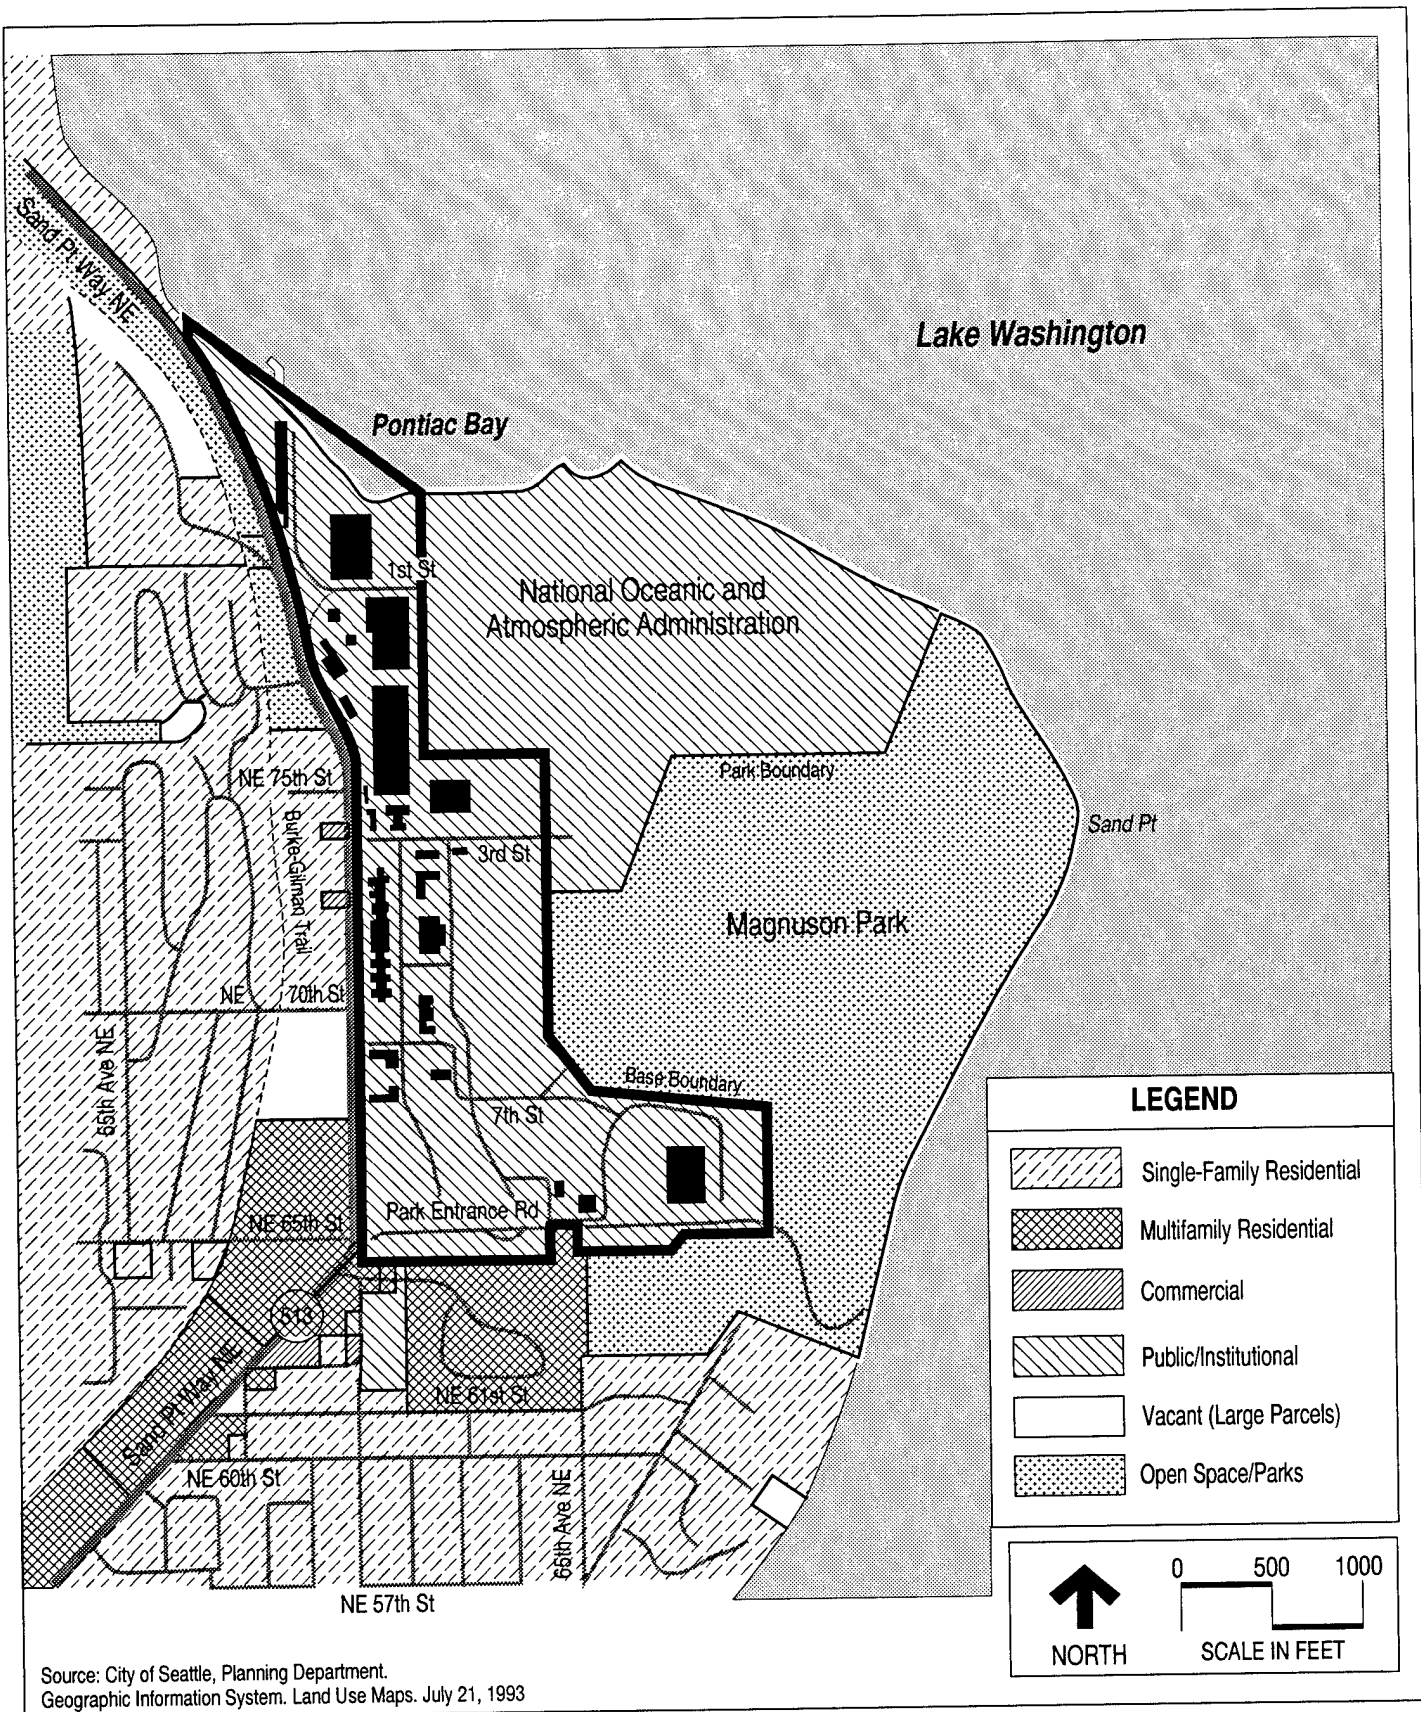 Sand Pt Way NE
Lake Washington
Pontiac Bay
1st St
National Oceanic and
Atmospheric Administration
Park Boundary
NE 75th St
Sand Pt
Burke-Gilman Trail
3rd St
Magnuson Park
NE 70th St
65th Ave NE
Base Boundary
7th St
Park Entrance Rd
NE 65th St
513
Sand Pt Way NE
NE 61st St
NE 60th St
66th Ave NE
NE 57th St
LEGEND
Single-Family Residential
Multifamily Residential
Commercial
Public/Institutional
Vacant (Large Parcels)
Open Space/Parks
0 500 1000
NORTH
SCALE IN FEET
Source: City of Seattle, Planning Department.
Geographic Information System. Land Use Maps. July 21, 1993